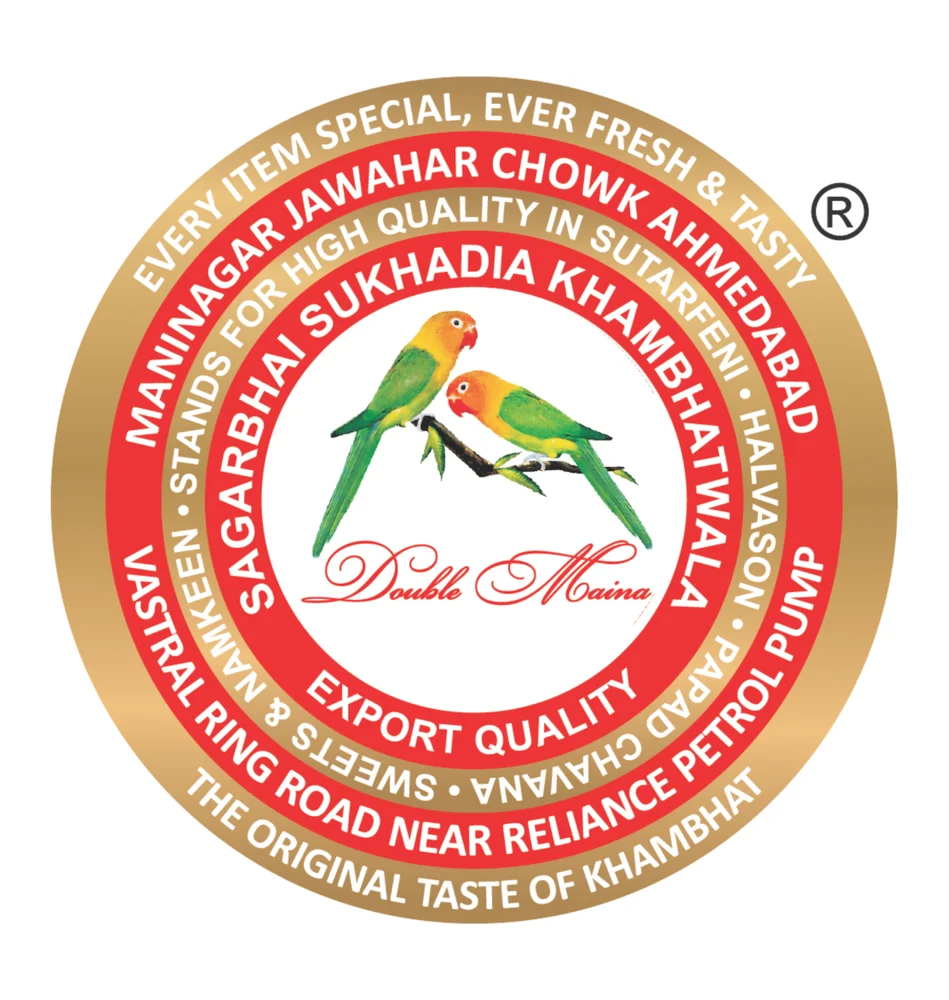 EVERY ITEM SPECIAL, EVER FRESH & TASTY
®
MANINAGAR JAWAHAR CHOWK AHMEDABAD
• STANDS FOR HIGH QUALITY IN SUTARFENI • HALVASON • PAPAD CHAVANA • SWEETS & NAMKEEN
SAGARBHAI SUKHADIA KHAMBHATWALA
Double Maina
EXPORT QUALITY
VASTRAL RING ROAD NEAR RELIANCE PETROL PUMP
THE ORIGINAL TASTE OF KHAMBHAT